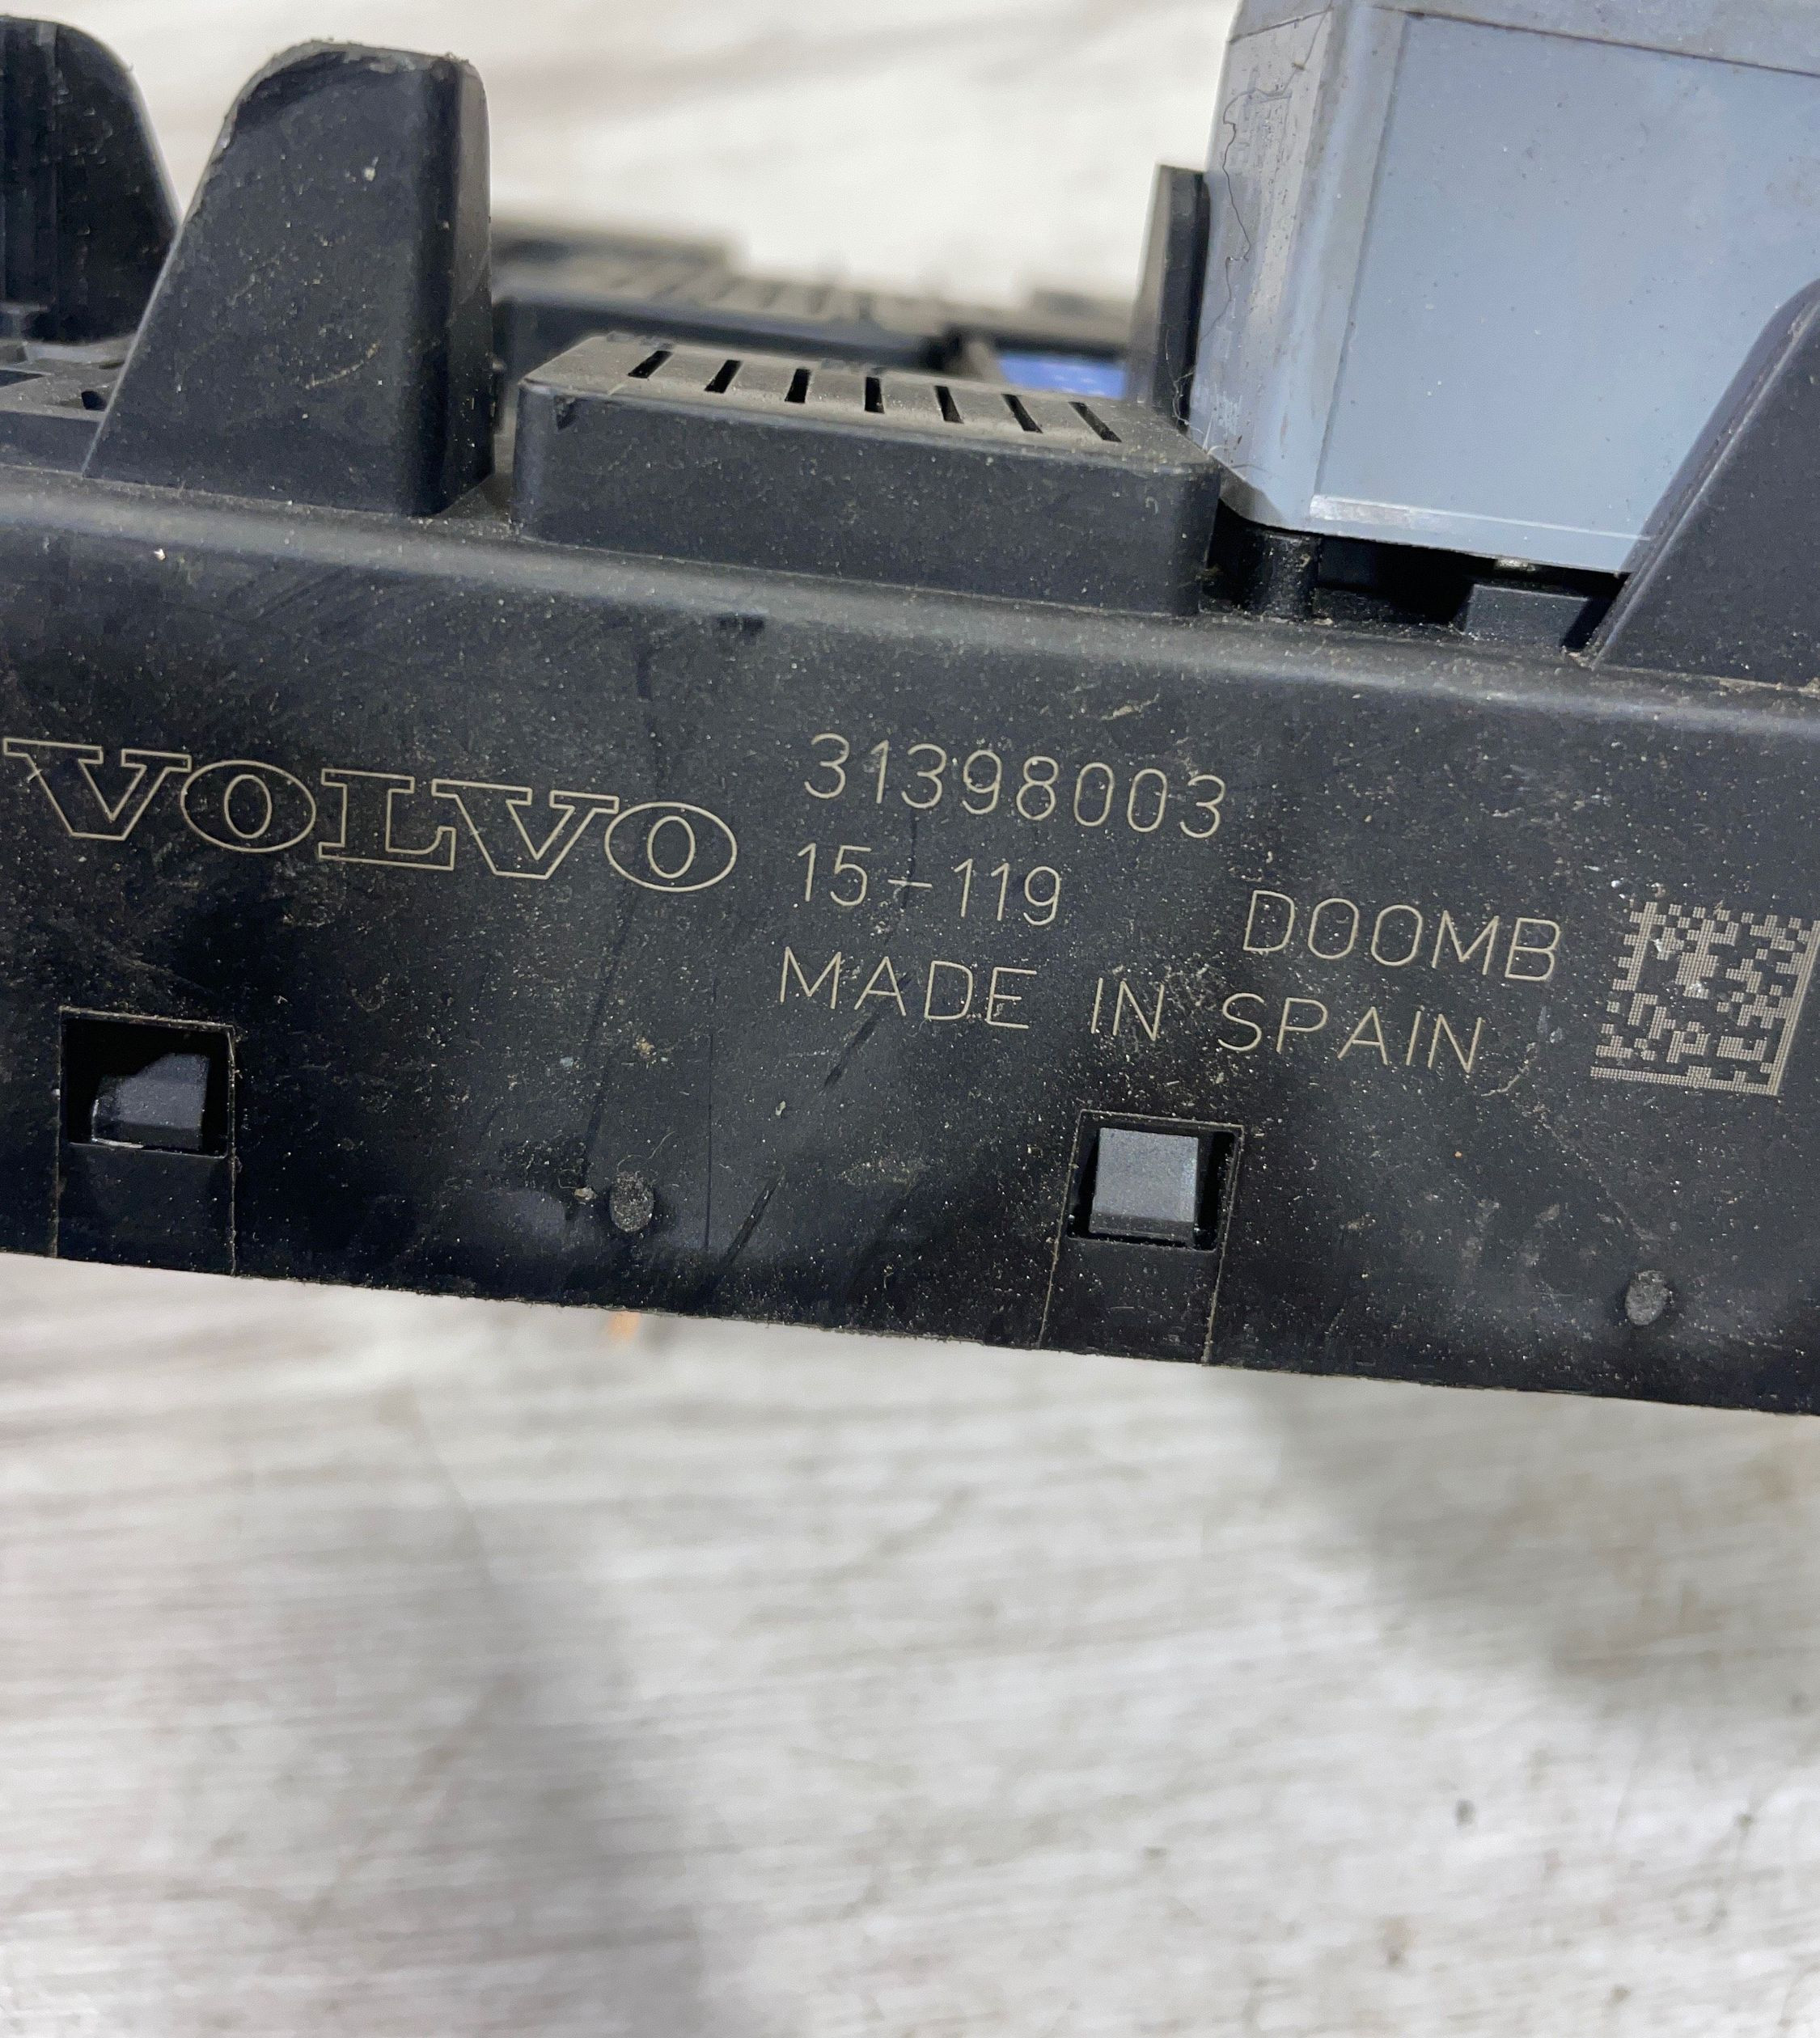 VOLVO
31398003
15-119
D00MB
MADE IN SPAIN